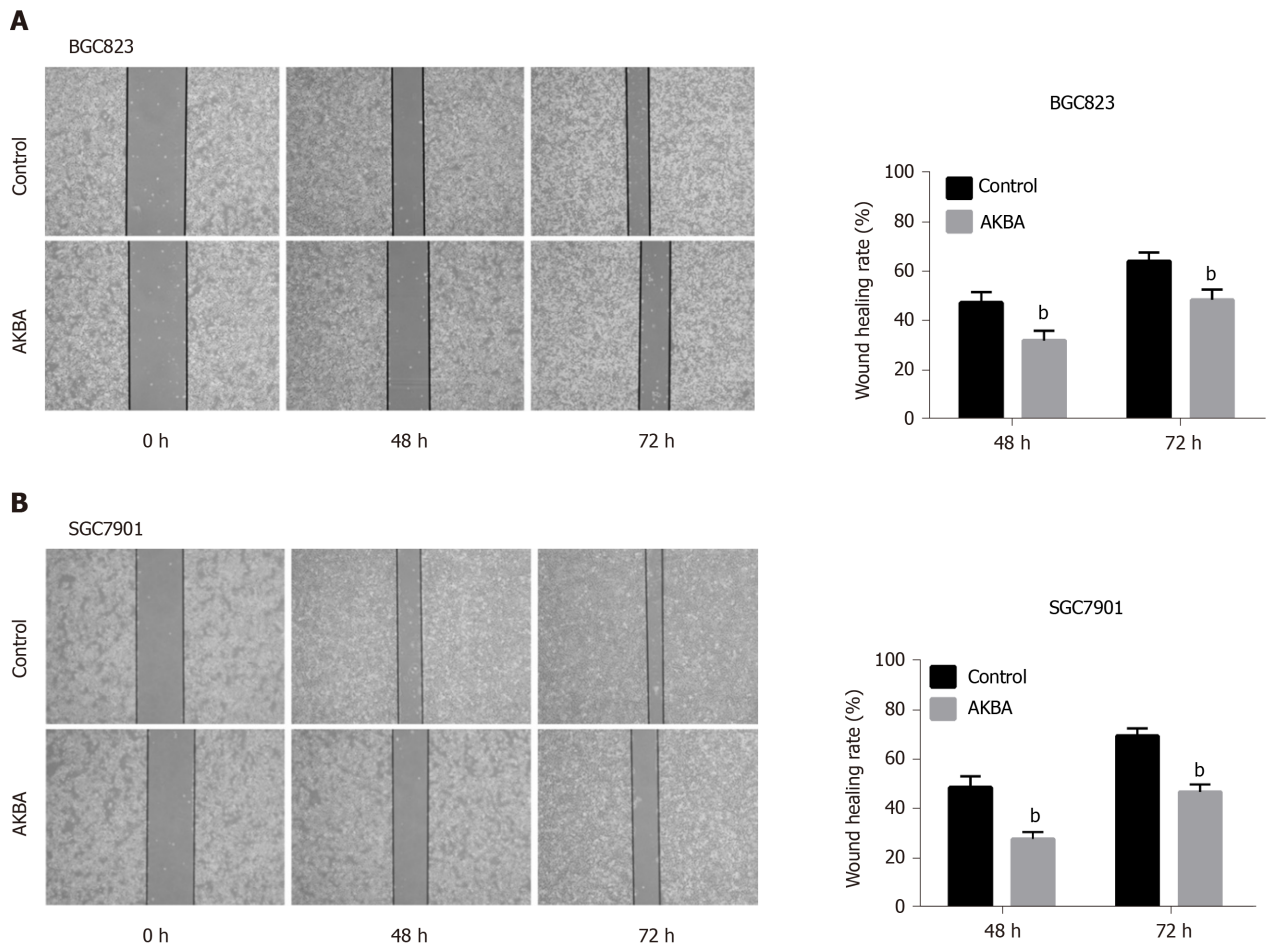 A
BGC823
Control
AKBA
0 h
48 h
72 h
BGC823
Wound healing rate (%)
100
80
60
40
20
0
Control
AKBA
b
b
48 h
72 h
B
SGC7901
Control
AKBA
0 h
48 h
72 h
SGC7901
Wound healing rate (%)
100
80
60
40
20
0
Control
AKBA
b
b
48 h
72 h